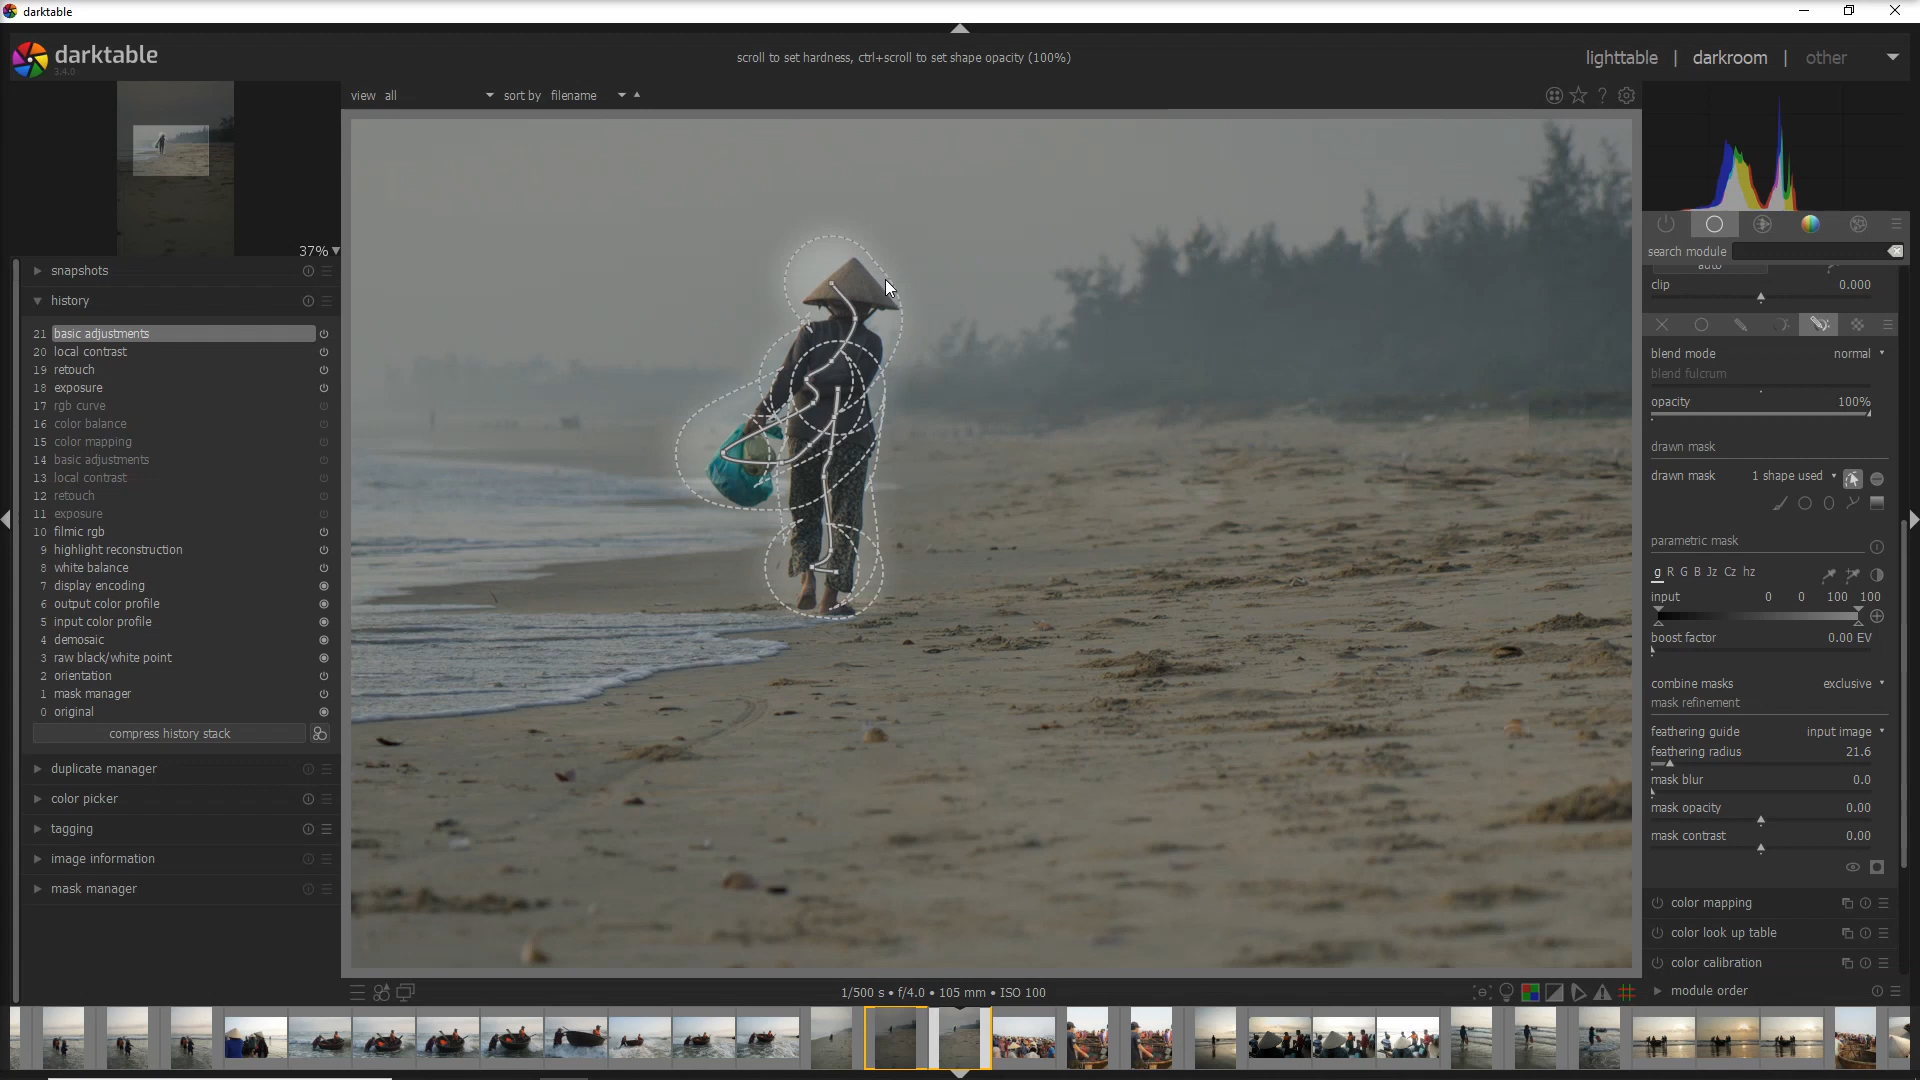 darktable
darktable
3.4.0
scroll to set hardness, ctrl+scroll to set shape opacity (100%)
lighttable | darkroom | other
view all
sort by filename
37%
snapshots
history
21 basic adjustments
20 local contrast
19 retouch
18 exposure
17 rgb curve
16 color balance
15 color mapping
14 basic adjustments
13 local contrast
12 retouch
11 exposure
10 filmic rgb
9 highlight reconstruction
8 white balance
7 display encoding
6 output color profile
5 input color profile
4 demosaic
3 raw black/white point
2 orientation
1 mask manager
0 original
compress history stack
duplicate manager
color picker
tagging
image information
mask manager
1/500 s • f/4.0 • 105 mm • ISO 100
search module
auto
clip 0.000
blend mode normal
blend fulcrum
opacity 100%
drawn mask
drawn mask 1 shape used
parametric mask
g R G B Jz Cz hz
input 0 0 100 100
boost factor 0.00 EV
combine masks exclusive
mask refinement
feathering guide input image
feathering radius 21.6
mask blur 0.0
mask opacity 0.00
mask contrast 0.00
color mapping
color look up table
color calibration
module order